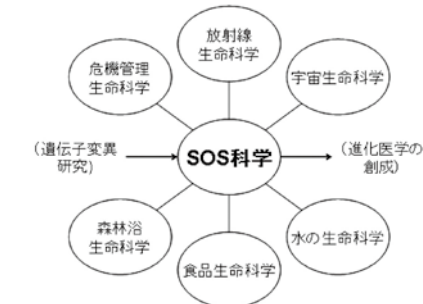 放射線
生命科学
危機管理
生命科学
宇宙生命科学
（遺伝子変異
研究）
SOS科学
（進化医学の
創成）
森林浴
生命科学
水の生命科学
食品生命科学